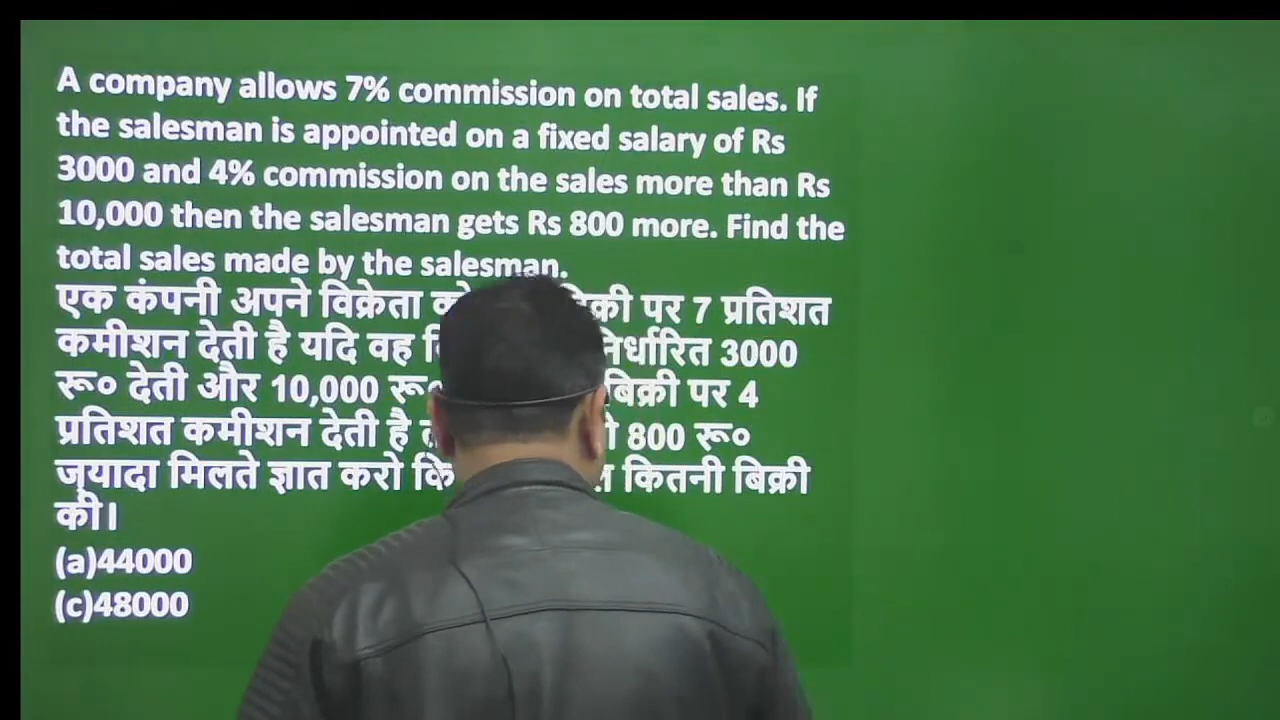 A company allows 7% commission on total sales. If
the salesman is appointed on a fixed salary of Rs
3000 and 4% commission on the sales more than Rs
10,000 then the salesman gets Rs 800 more. Find the
total sales made by the salesman.
एक कंपनी अपने विक्रेता पर 7 प्रतिशत
कमीशन देती है यदि वह 3000
रू० देती और 10,000 बिक्री पर 4
प्रतिशत कमीशन देती है 800 रू०
ज्यादा मिलते ज्ञात करो कितनी बिक्री
की।
(a)44000
(c)48000